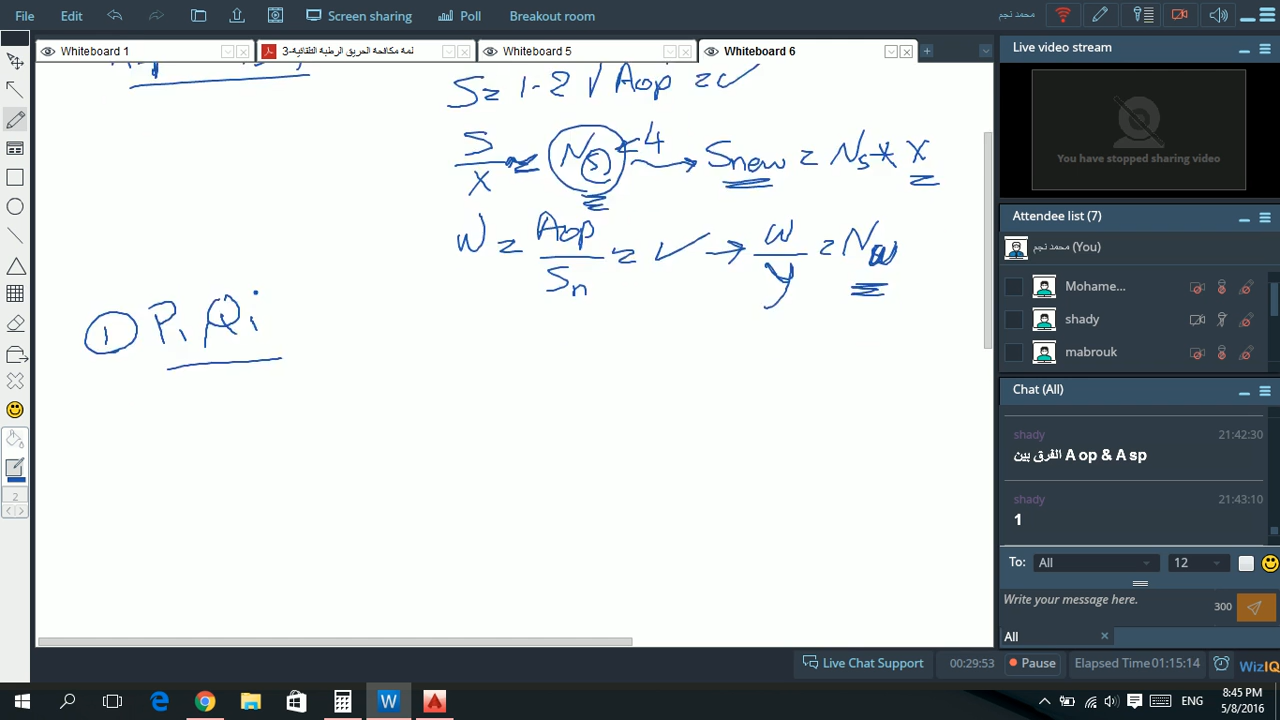 File Edit Screen sharing Poll Breakout room محمد نجم
Whiteboard 1 3-نمة مكافحة الحريق الرطبة التلقائية Whiteboard 5 Whiteboard 6
S = 1.2 √Aop = ✓
S/X = Ns ← 4 → Snew = Ns * X
W = Aop/Sn = ✓ → W/y = Nw
① P1 Q1
Live video stream
You have stopped sharing video
Attendee list (7)
محمد نجم (You)
Mohame...
shady
mabrouk
Chat (All)
shady 21:42:30
الفرق بين A op & A sp
shady 21:43:10
1
To: All 12
Write your message here. 300
All
2
Live Chat Support 00:29:53 Pause Elapsed Time 01:15:14 WizIQ
ENG 8:45 PM
5/8/2016